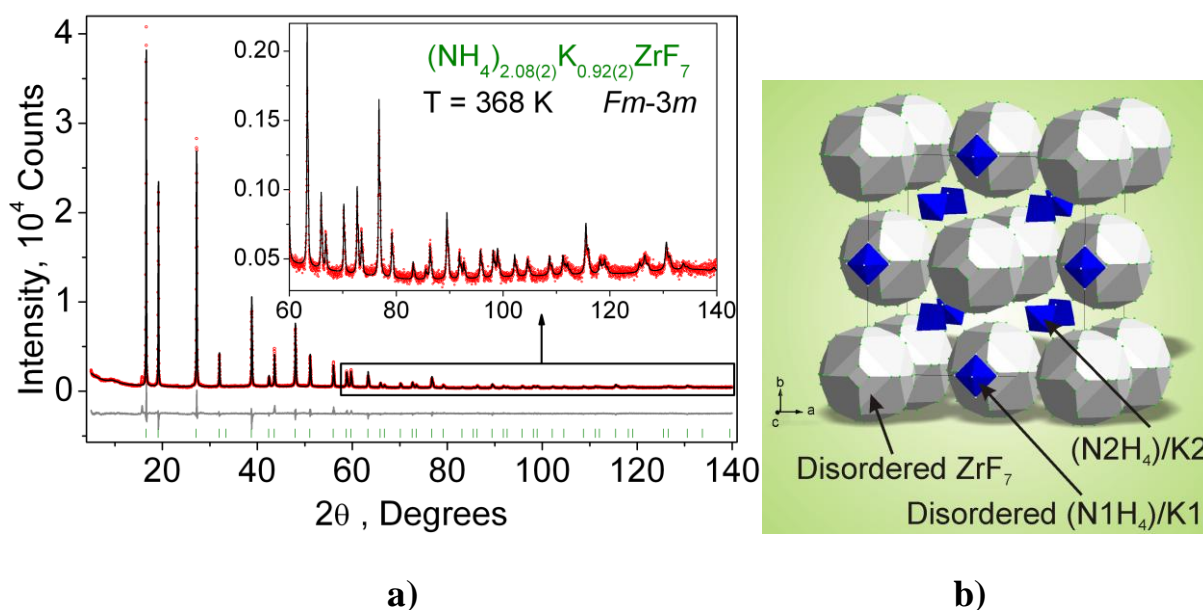 Intensity, 10⁴ Counts
4
3
2
1
0
20 40 60 80 100 120 140
2θ , Degrees
0.20
0.15
0.10
0.05
60 80 100 120 140
(NH₄)₂.₀₈₍₂₎K₀.₉₂₍₂₎ZrF₇
T = 368 K Fm-3m
a)
b
a
c
(N2H₄)/K2
Disordered ZrF₇
Disordered (N1H₄)/K1
b)